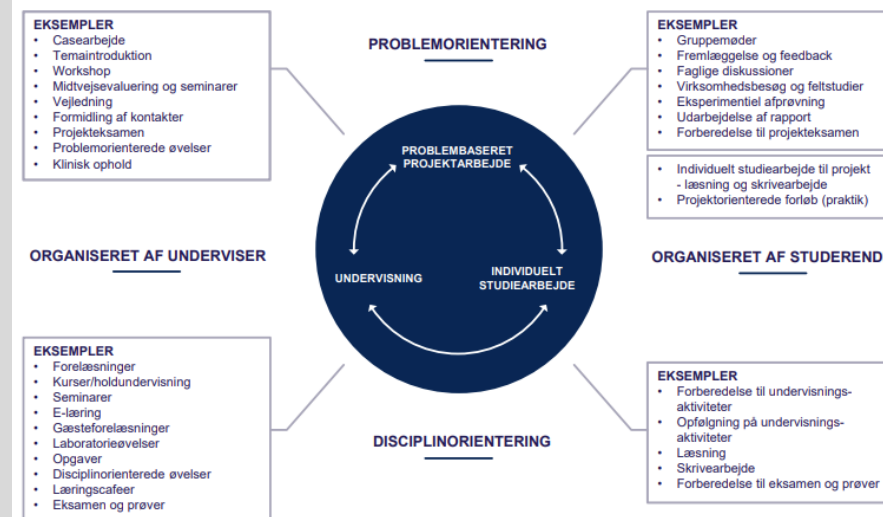 EKSEMPLER
• Casearbejde
• Temaintroduktion
• Workshop
• Midtvejsevaluering og seminarer
• Vejledning
• Formidling af kontakter
• Projekteksamen
• Problemorienterede øvelser
• Klinisk ophold
PROBLEMORIENTERING
EKSEMPLER
• Gruppemøder
• Fremlæggelse og feedback
• Faglige diskussioner
• Virksomhedsbesøg og feltstudier
• Eksperimentiel afprøvning
• Udarbejdelse af rapport
• Forberedelse til projekteksamen
• Individuelt studiearbejde til projekt
- læsning og skrivearbejde
• Projektorienterede forløb (praktik)
PROBLEMBASERET
PROJEKTARBEJDE
ORGANISERET AF UNDERVISER
UNDERVISNING
INDIVIDUELT
STUDIEARBEJDE
ORGANISERET AF STUDEREND
EKSEMPLER
• Forelæsninger
• Kurser/holdundervisning
• Seminarer
• E-læring
• Gæsteforelæsninger
• Laboratorieøvelser
• Opgaver
• Disciplinorienterede øvelser
• Læringscafeer
• Eksamen og prøver
DISCIPLINORIENTERING
EKSEMPLER
• Forberedelse til undervisnings-
aktiviteter
• Opfølgning på undervisnings-
aktiviteter
• Læsning
• Skrivearbejde
• Forberedelse til eksamen og prøver